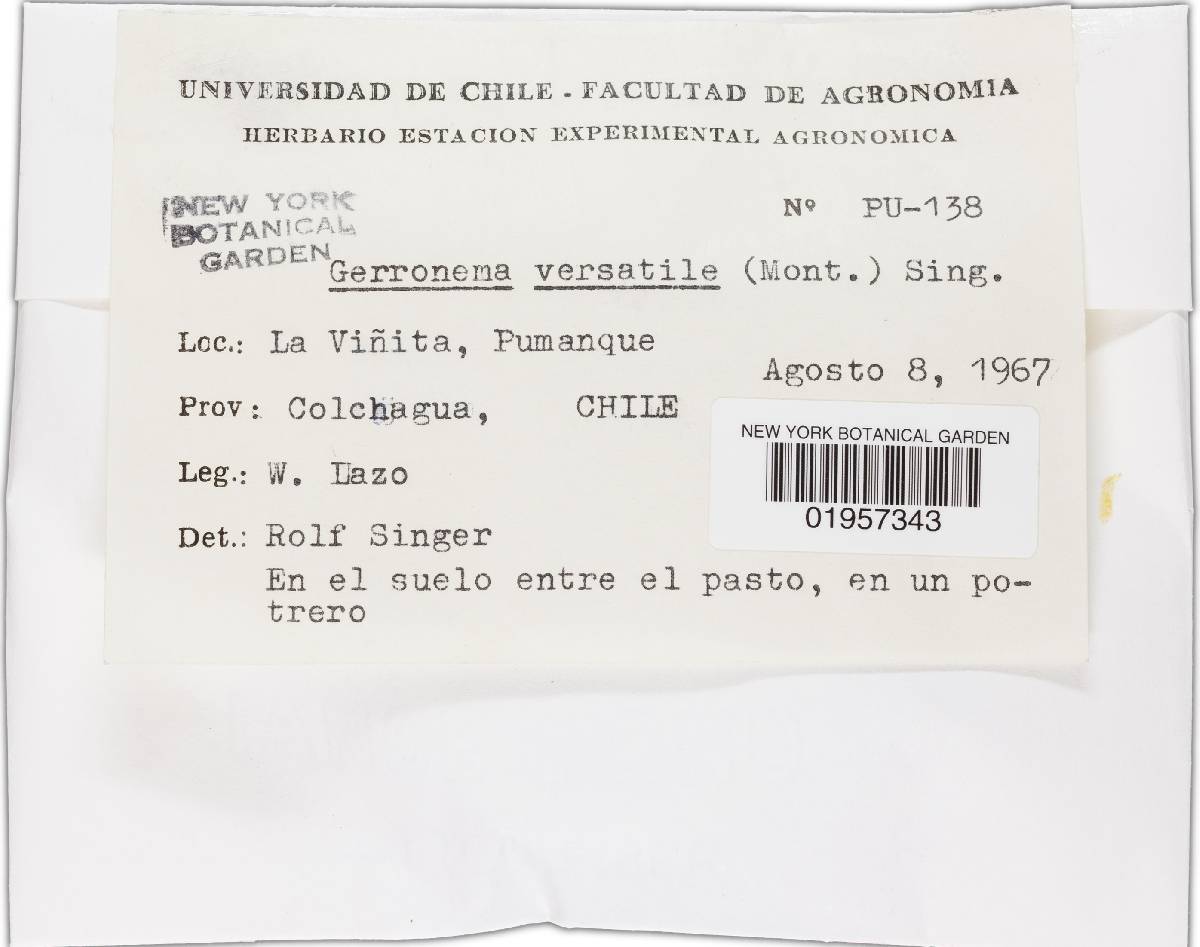 UNIVERSIDAD DE CHILE - FACULTAD DE AGRONOMIA
HERBARIO ESTACION EXPERIMENTAL AGRONOMICA
NEW YORK
BOTANICAL
GARDEN
Nº PU-138
Gerronema versatile (Mont.) Sing.
Loc.: La Viñita, Pumanque
Agosto 8, 1967
Prov: Colchagua, CHILE
NEW YORK BOTANICAL GARDEN
01957343
Leg.: W. Lazo
Det.: Rolf Singer
En el suelo entre el pasto, en un po-
trero